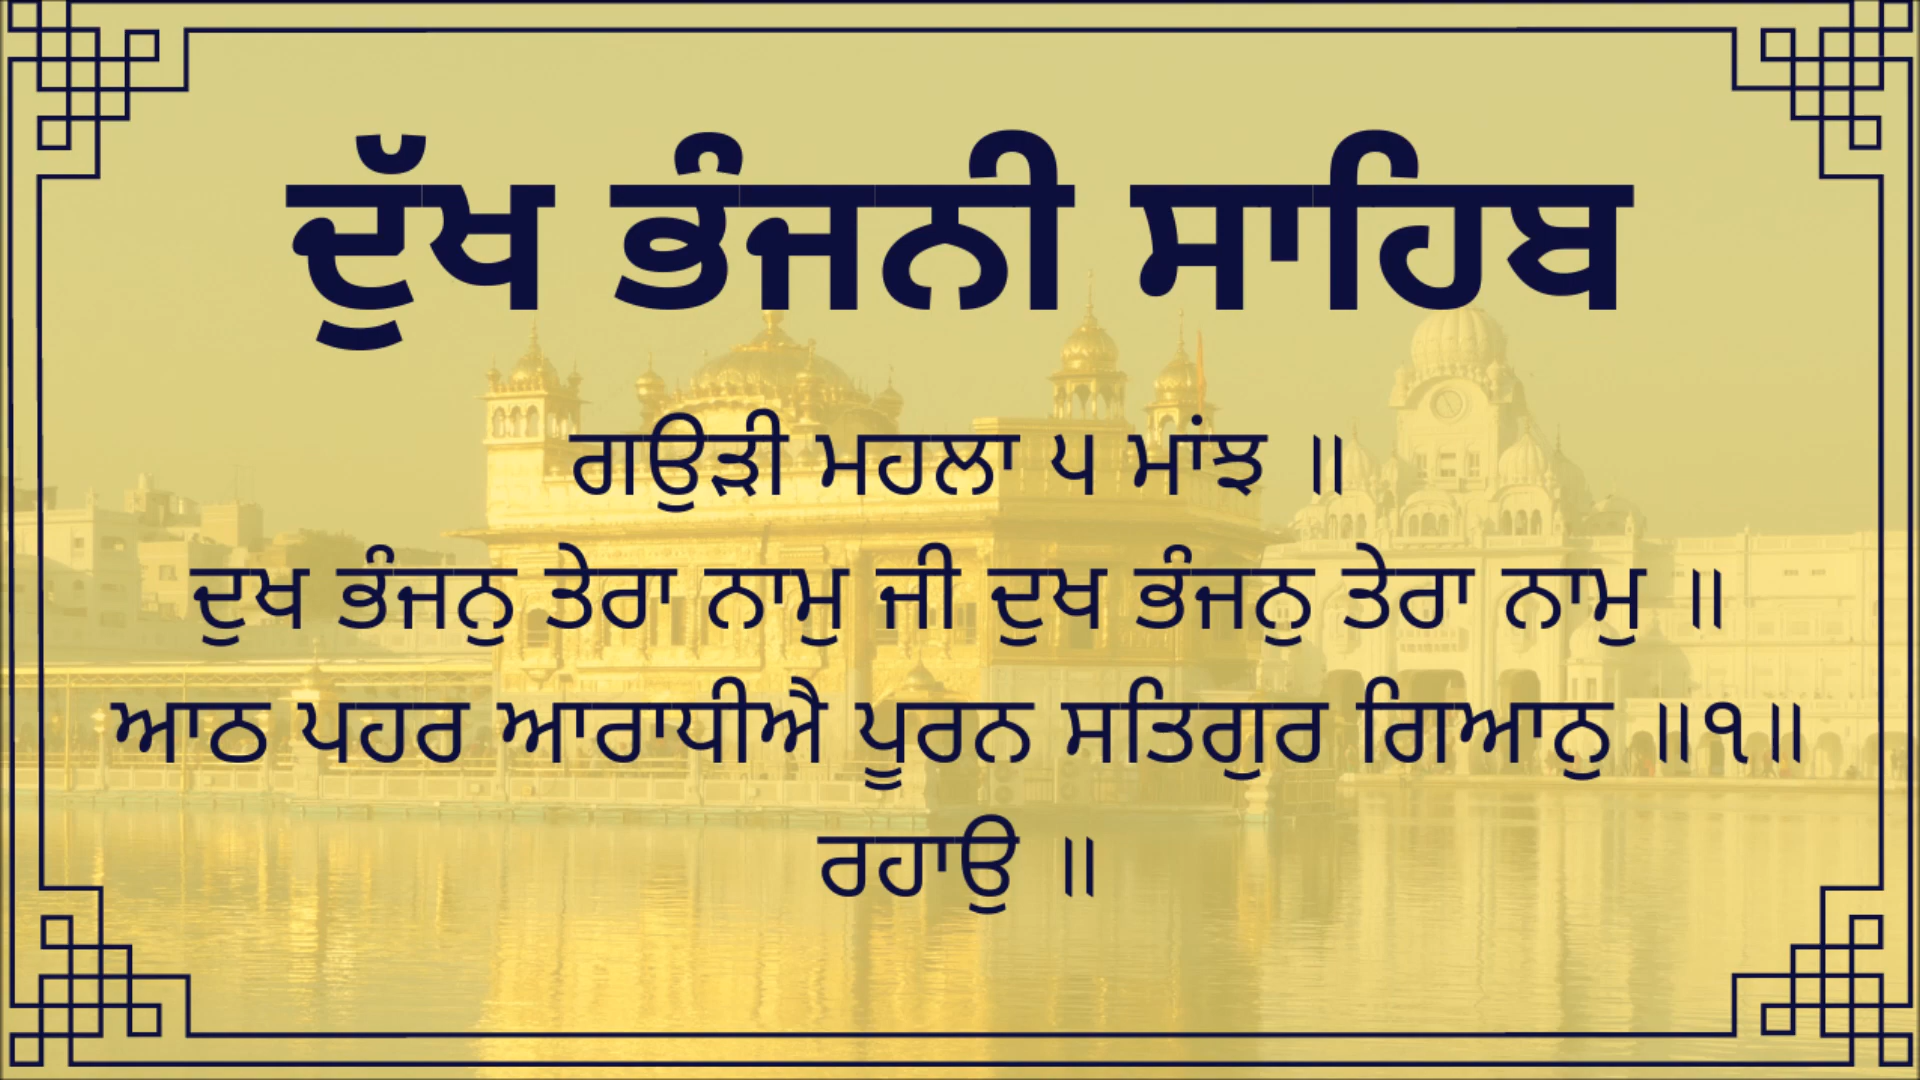 ਦੁੱਖ ਭੰਜਨੀ ਸਾਹਿਬ
ਗਉੜੀ ਮਹਲਾ ੫ ਮਾਂਝ ॥
ਦੁਖ ਭੰਜਨੁ ਤੇਰਾ ਨਾਮੁ ਜੀ ਦੁਖ ਭੰਜਨੁ ਤੇਰਾ ਨਾਮੁ ॥
ਆਠ ਪਹਰ ਆਰਾਧੀਐ ਪੂਰਨ ਸਤਿਗੁਰ ਗਿਆਨੁ ॥੧॥
ਰਹਾਉ ॥